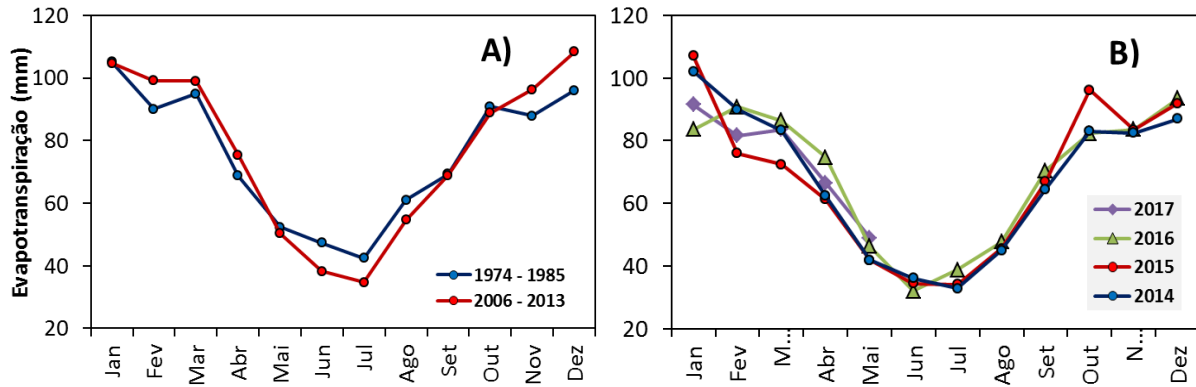 Evapotranspiração (mm)
120
100
80
60
40
20
A)
1974 - 1985
2006 - 2013
Jan
Fev
Mar
Abr
Mai
Jun
Jul
Ago
Set
Out
Nov
Dez
120
100
80
60
40
20
B)
2017
2016
2015
2014
Jan
Fev
M...
Abr
Mai
Jun
Jul
Ago
Set
Out
N...
Dez